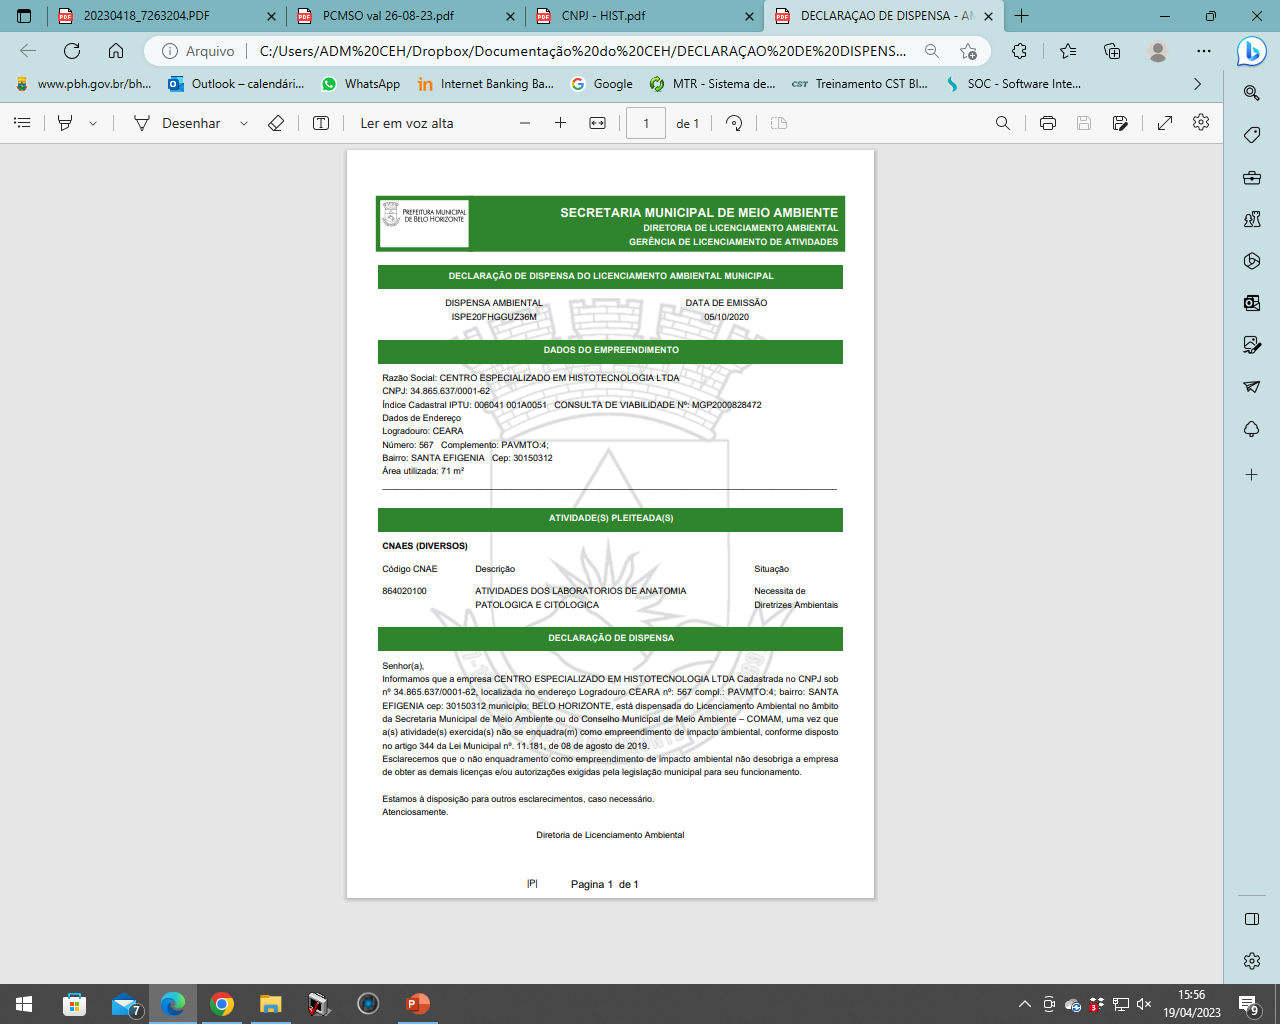 20230418_7263204.PDF
PCMSO val 26-08-23.pdf
CNPJ - HIST.pdf
DECLARAÇAO DE DISPENSA - AM
Arquivo
C:/Users/ADM%20CEH/Dropbox/Documentação%20do%20CEH/DECLARAÇAO%20DE%20DISPENS...
www.pbh.gov.br/bh...
Outlook – calendári...
WhatsApp
Internet Banking Ba...
Google
MTR - Sistema de...
CST
Treinamento CST Bl...
SOC - Software Inte...
Desenhar
Ler em voz alta
1
de 1
PREFEITURA MUNICIPAL
DE BELO HORIZONTE
SECRETARIA MUNICIPAL DE MEIO AMBIENTE
DIRETORIA DE LICENCIAMENTO AMBIENTAL
GERÊNCIA DE LICENCIAMENTO DE ATIVIDADES
DECLARAÇÃO DE DISPENSA DO LICENCIAMENTO AMBIENTAL MUNICIPAL
DISPENSA AMBIENTAL DATA DE EMISSÃO
ISPE20FHGGUZ36M 05/10/2020
DADOS DO EMPREENDIMENTO
Razão Social: CENTRO ESPECIALIZADO EM HISTOTECNOLOGIA LTDA
CNPJ: 34.865.637/0001-62
Índice Cadastral IPTU: 006041 001A0051 CONSULTA DE VIABILIDADE Nº: MGP2000828472
Dados de Endereço
Logradouro: CEARA
Número: 567 Complemento: PAVMTO:4;
Bairro: SANTA EFIGENIA Cep: 30150312
Área utilizada: 71 m²
ATIVIDADE(S) PLEITEADA(S)
CNAES (DIVERSOS)
Código CNAE Descrição Situação
864020100 ATIVIDADES DOS LABORATORIOS DE ANATOMIA Necessita de
PATOLOGICA E CITOLOGICA Diretrizes Ambientais
DECLARAÇÃO DE DISPENSA
Senhor(a),
Informamos que a empresa CENTRO ESPECIALIZADO EM HISTOTECNOLOGIA LTDA Cadastrada no CNPJ sob
nº 34.865.637/0001-62, localizada no endereço Logradouro CEARA nº: 567 compl.: PAVMTO:4; bairro: SANTA
EFIGENIA cep: 30150312 município: BELO HORIZONTE, está dispensada do Licenciamento Ambiental no âmbito
da Secretaria Municipal de Meio Ambiente ou do Conselho Municipal de Meio Ambiente – COMAM, uma vez que
a(s) atividade(s) exercida(s) não se enquadra(m) como empreendimento de impacto ambiental, conforme disposto
no artigo 344 da Lei Municipal nº. 11.181, de 08 de agosto de 2019.
Esclarecemos que o não enquadramento como empreendimento de impacto ambiental não desobriga a empresa
de obter as demais licenças e/ou autorizações exigidas pela legislação municipal para seu funcionamento.
Estamos à disposição para outros esclarecimentos, caso necessário.
Atenciosamente.
Diretoria de Licenciamento Ambiental
|P| Pagina 1 de 1
7
15:56
19/04/2023
9